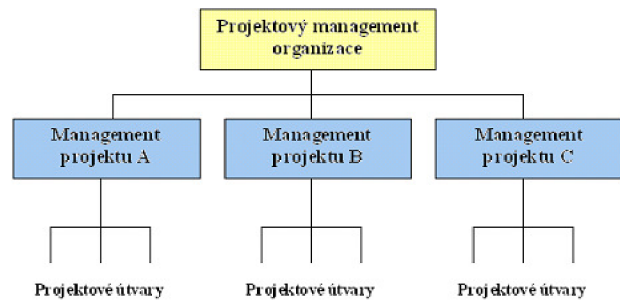 Projektový management
organizace
Management
projektu A
Management
projektu B
Management
projektu C
Projektové útvary
Projektové útvary
Projektové útvary